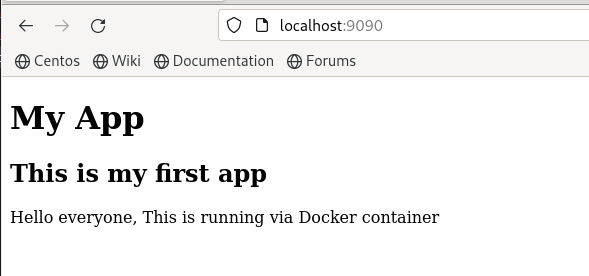 localhost:9090
Centos Wiki Documentation Forums
My App
This is my first app
Hello everyone, This is running via Docker container